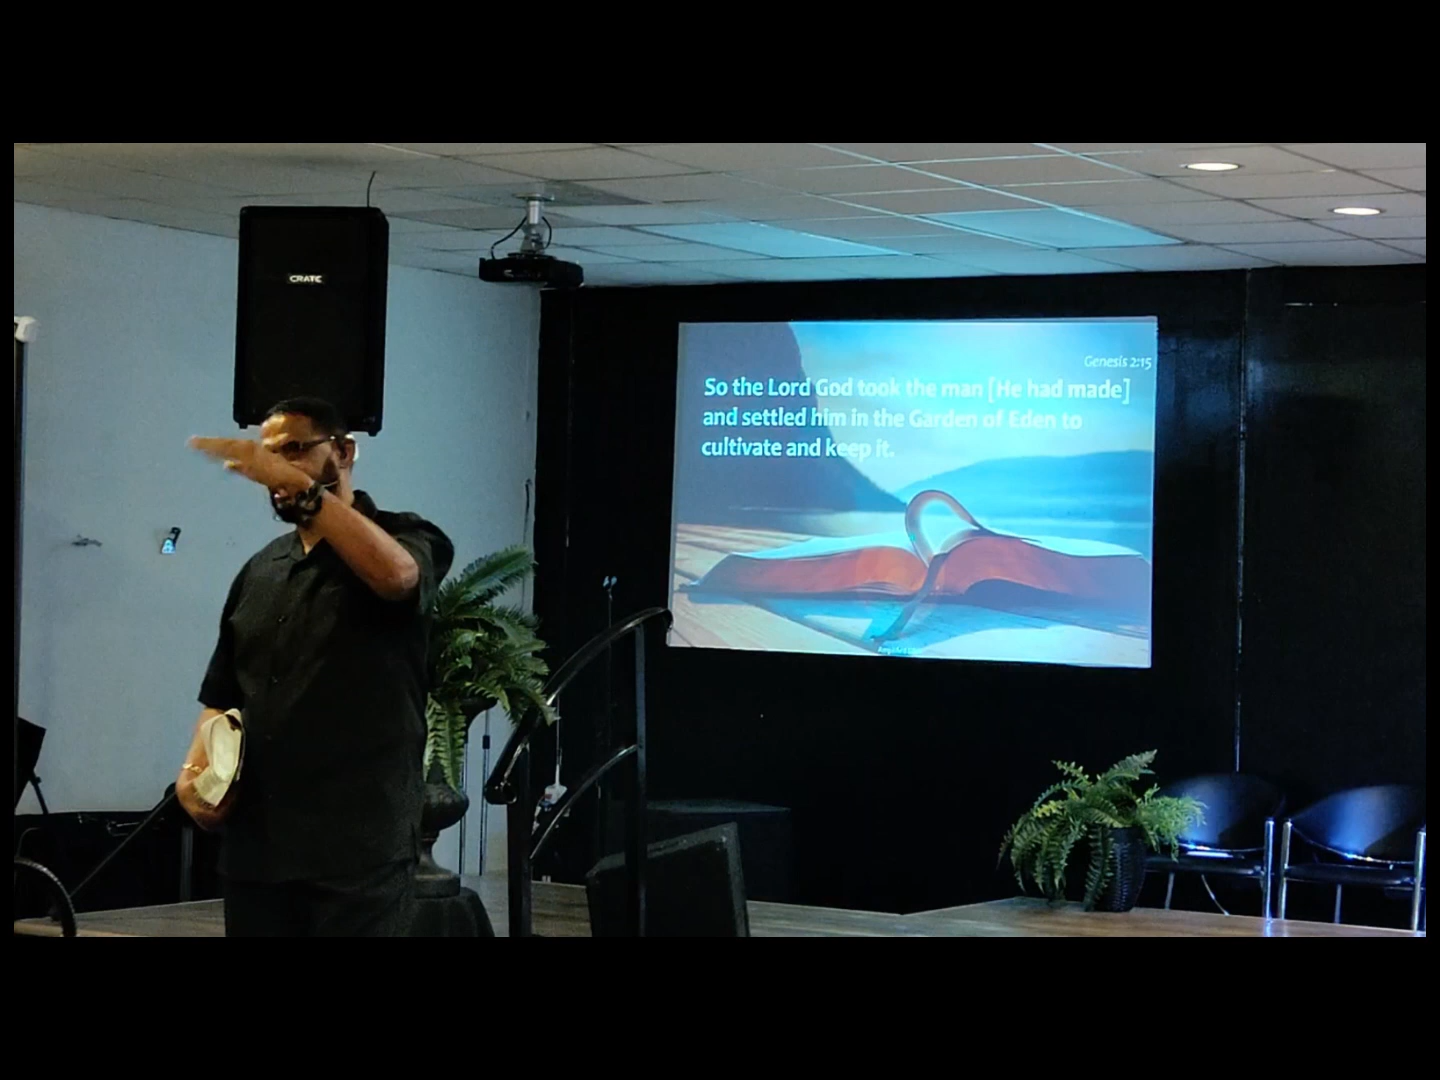 CRATE
Genesis 2:15
So the Lord God took the man [He had made]
and settled him in the Garden of Eden to
cultivate and keep it.